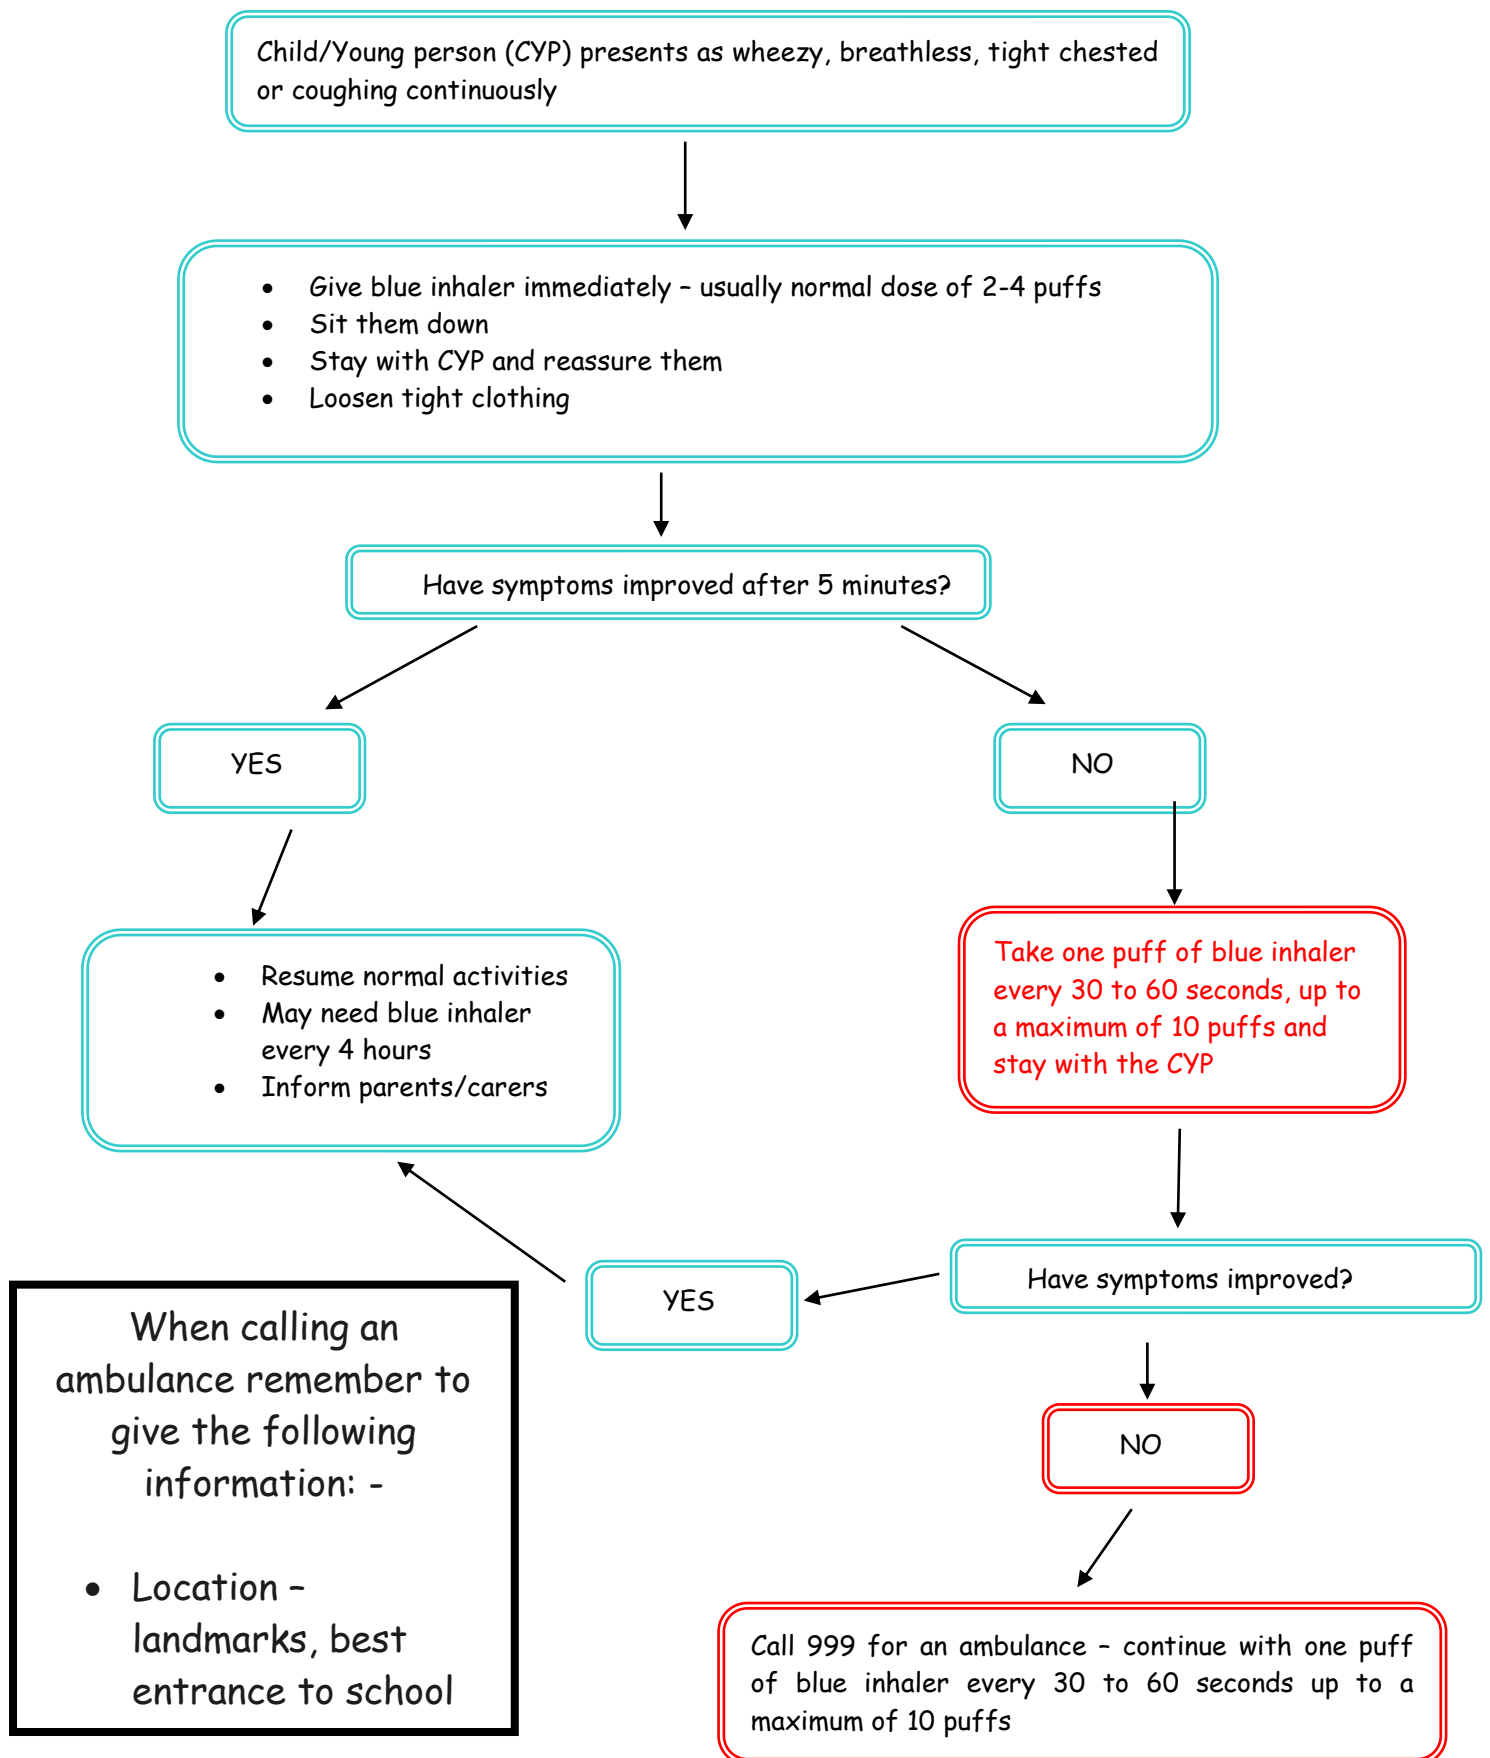 Child/Young person (CYP) presents as wheezy, breathless, tight chested
or coughing continuously
• Give blue inhaler immediately – usually normal dose of 2-4 puffs
• Sit them down
• Stay with CYP and reassure them
• Loosen tight clothing
Have symptoms improved after 5 minutes?
YES
NO
• Resume normal activities
• May need blue inhaler
every 4 hours
• Inform parents/carers
Take one puff of blue inhaler
every 30 to 60 seconds, up to
a maximum of 10 puffs and
stay with the CYP
Have symptoms improved?
YES
NO
When calling an
ambulance remember to
give the following
information: -
• Location –
landmarks, best
entrance to school
Call 999 for an ambulance – continue with one puff
of blue inhaler every 30 to 60 seconds up to a
maximum of 10 puffs